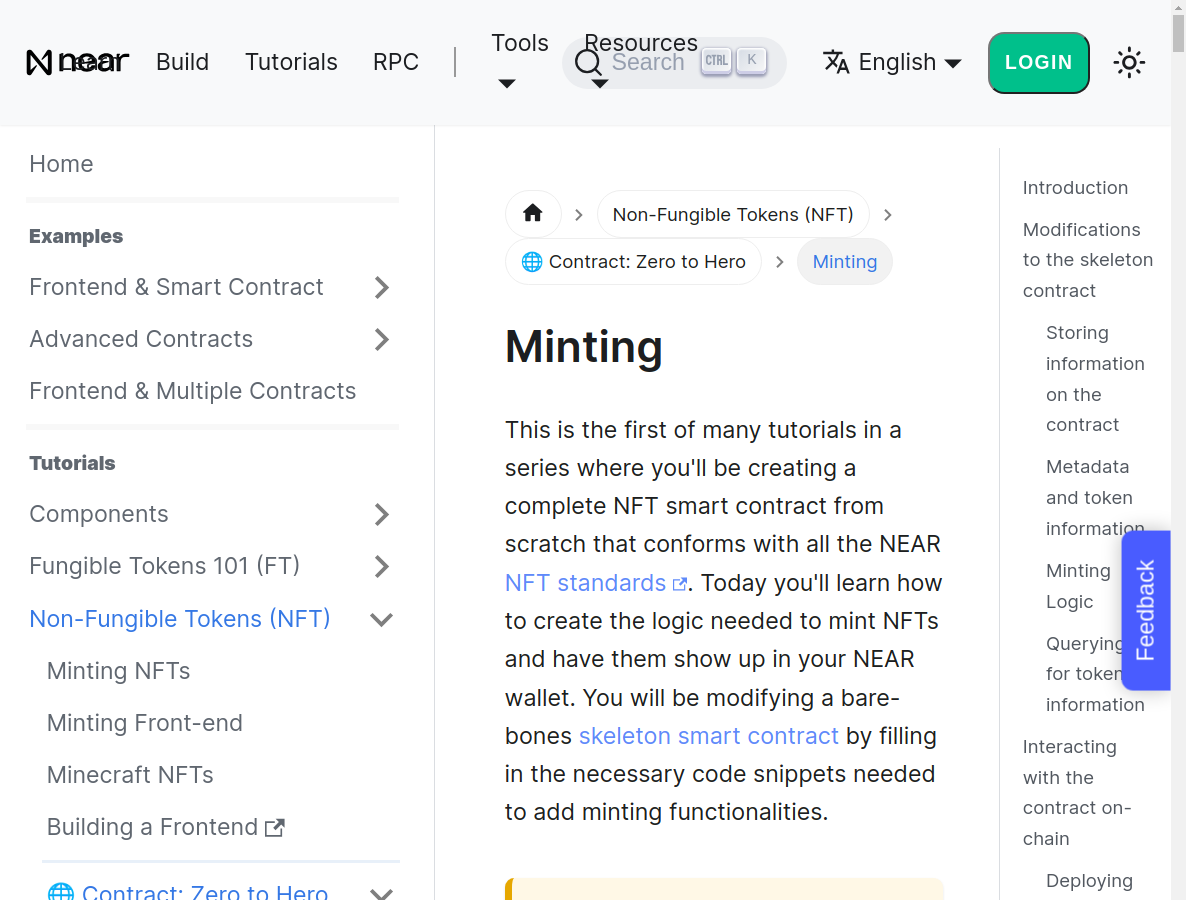 near
Learn
Build
Tutorials
RPC
Tools
Resources
Search
CTRL
K
English
LOGIN
Home
Examples
Frontend & Smart Contract
Advanced Contracts
Frontend & Multiple Contracts
Tutorials
Components
Fungible Tokens 101 (FT)
Non-Fungible Tokens (NFT)
Minting NFTs
Minting Front-end
Minecraft NFTs
Building a Frontend
Contract: Zero to Hero
Non-Fungible Tokens (NFT)
Contract: Zero to Hero
Minting
Minting
This is the first of many tutorials in a
series where you'll be creating a
complete NFT smart contract from
scratch that conforms with all the NEAR
NFT standards. Today you'll learn how
to create the logic needed to mint NFTs
and have them show up in your NEAR
wallet. You will be modifying a bare-
bones skeleton smart contract by filling
in the necessary code snippets needed
to add minting functionalities.
Introduction
Modifications
to the skeleton
contract
Storing
information
on the
contract
Metadata
and token
information
Minting
Logic
Querying
for token
information
Interacting
with the
contract on-
chain
Deploying
Feedback